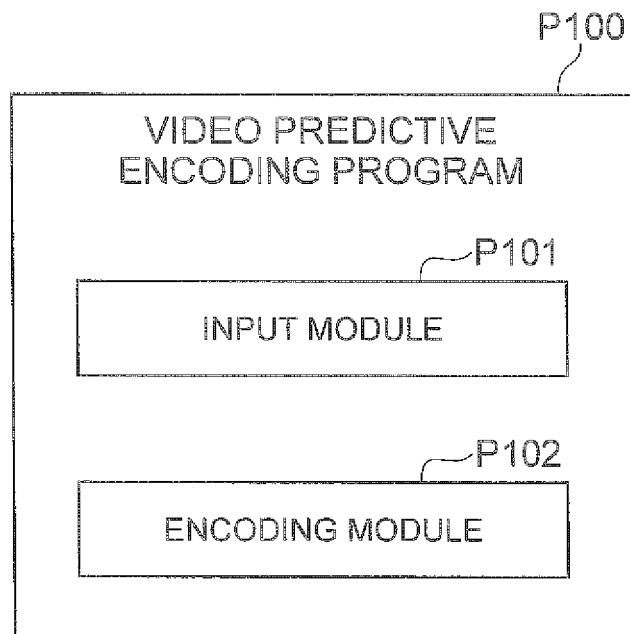 P100
VIDEO PREDICTIVE
ENCODING PROGRAM
P101
INPUT MODULE
P102
ENCODING MODULE